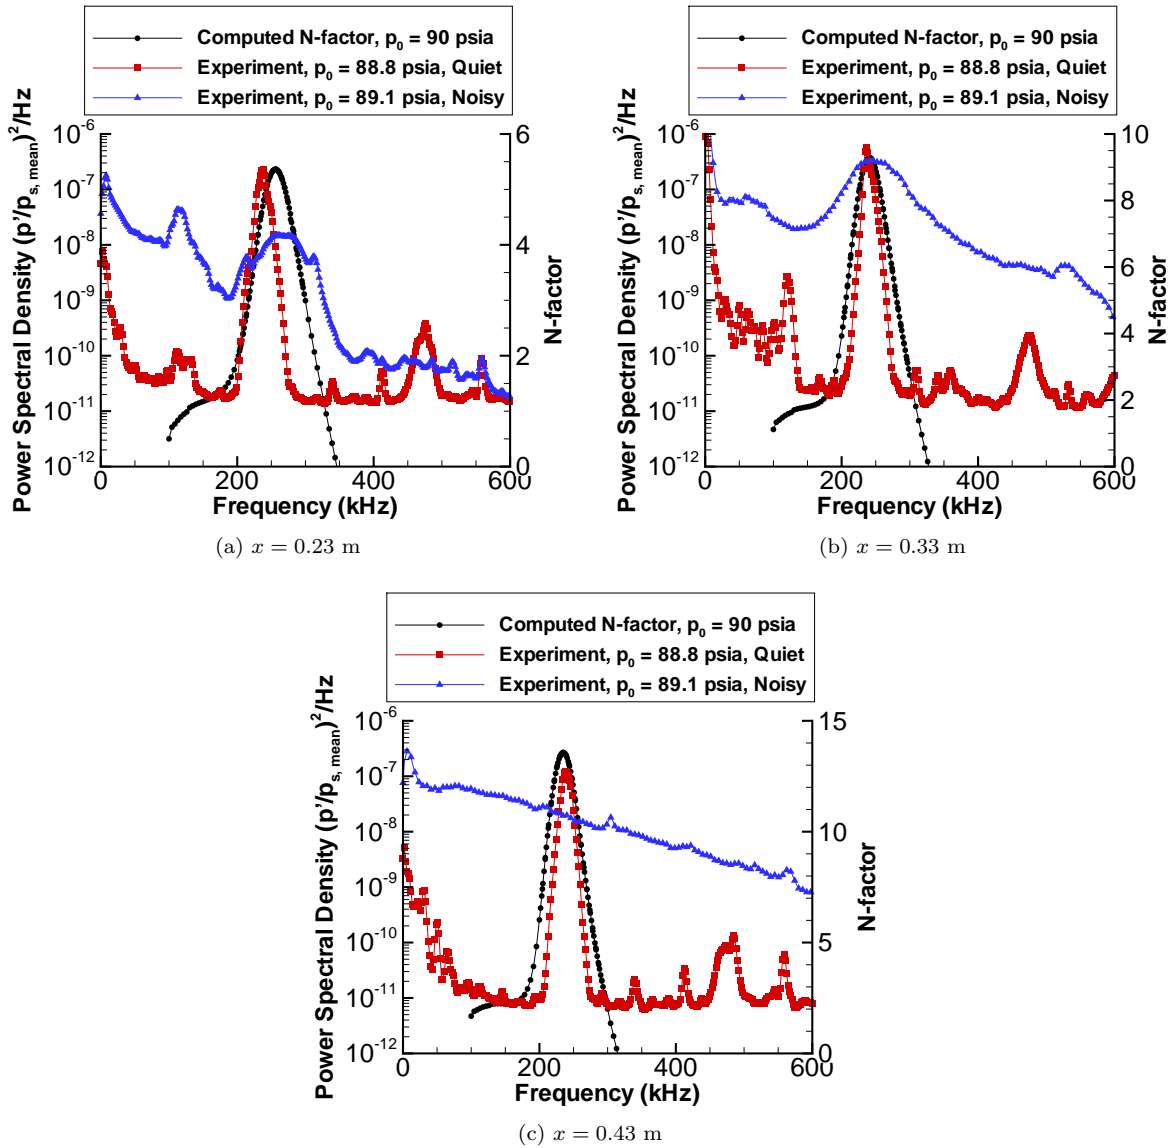 Computed N-factor, p0 = 90 psia
Experiment, p0 = 88.8 psia, Quiet
Experiment, p0 = 89.1 psia, Noisy
Power Spectral Density (p'/ps, mean)2/Hz
10-6
10-7
10-8
10-9
10-10
10-11
10-12
6
4
2
0
N-factor
0 200 400 600
Frequency (kHz)
(a) x = 0.23 m
Computed N-factor, p0 = 90 psia
Experiment, p0 = 88.8 psia, Quiet
Experiment, p0 = 89.1 psia, Noisy
Power Spectral Density (p'/ps, mean)2/Hz
10-6
10-7
10-8
10-9
10-10
10-11
10-12
10
8
6
4
2
0
N-factor
0 200 400 600
Frequency (kHz)
(b) x = 0.33 m
Computed N-factor, p0 = 90 psia
Experiment, p0 = 88.8 psia, Quiet
Experiment, p0 = 89.1 psia, Noisy
Power Spectral Density (p'/ps, mean)2/Hz
10-6
10-7
10-8
10-9
10-10
10-11
10-12
15
10
5
0
N-factor
0 200 400 600
Frequency (kHz)
(c) x = 0.43 m